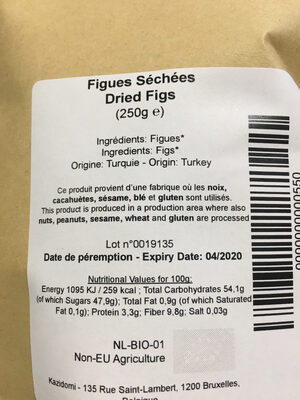 Figues Séchées
Dried Figs
(250g e)
Ingrédients: Figues*
Ingredients: Figs*
Origine: Turquie - Origin: Turkey
Ce produit provient d'une fabrique où les noix,
cacahuètes, sésame, blé et gluten sont utilisés.
This product is produced in a production area where also
nuts, peanuts, sesame, wheat and gluten are processed
Lot n°0019135
Date de péremption - Expiry Date: 04/2020
Nutritional Values for 100g:
Energy 1095 KJ / 259 kcal ; Total Carbohydrates 54,1g
(of which Sugars 47,9g); Total Fat 0,9g (of which Saturated
Fat 0,1g); Protein 3,3g; Fiber 9,8g; Salt 0,03g
NL-BIO-01
Non-EU Agriculture
Kazidomi - 135 Rue Saint-Lambert, 1200 Bruxelles,
Belgique